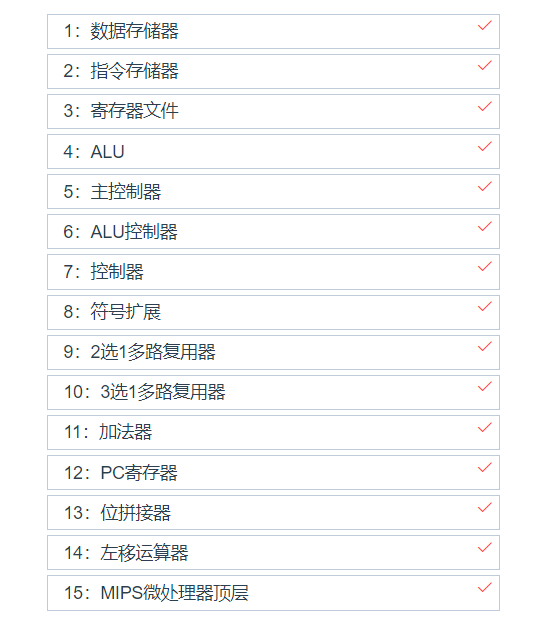 1：数据存储器
2：指令存储器
3：寄存器文件
4：ALU
5：主控制器
6：ALU控制器
7：控制器
8：符号扩展
9：2选1多路复用器
10：3选1多路复用器
11：加法器
12：PC寄存器
13：位拼接器
14：左移运算器
15：MIPS微处理器顶层